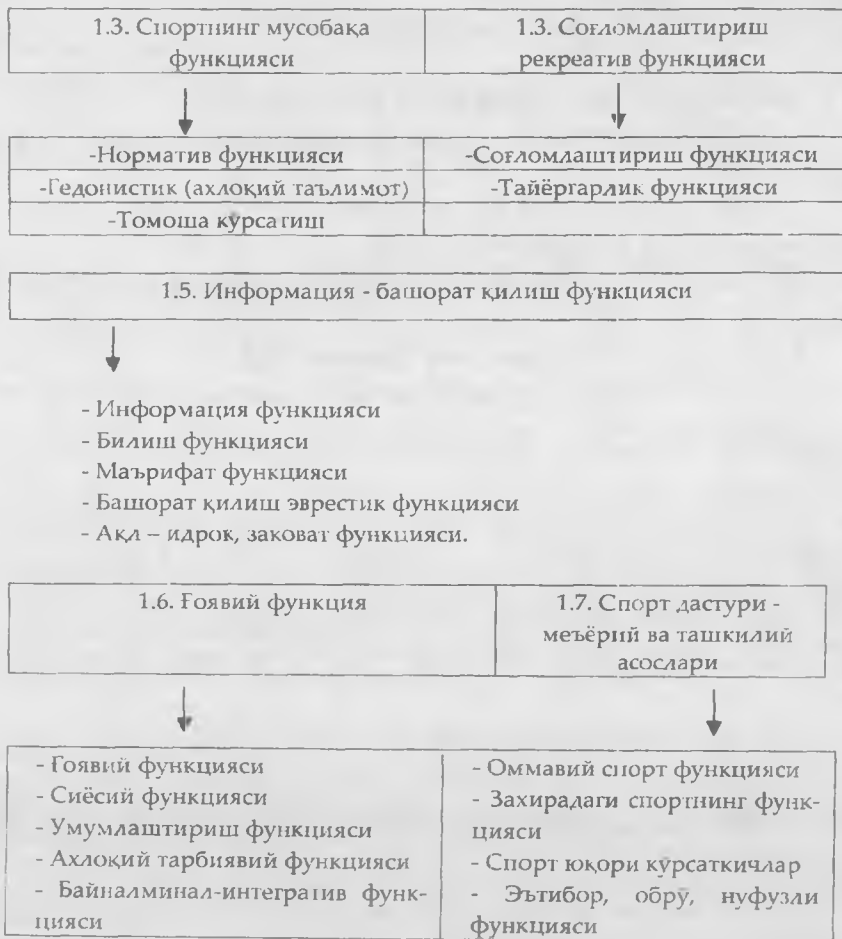 1.3. Спортнинг мусобақа
функцияси
1.3. Соғломлаштириш
рекреатив функцияси
-Норматив функцияси
-Гедонистик (ахлоқий таълимот)
-Томоша кўрсатиш
-Соғломлаштириш функцияси
-Тайёргарлик функцияси
1.5. Информация - башорат қилиш функцияси
- Информация функцияси
- Билиш функцияси
- Маърифат функцияси
- Башорат қилиш эврестик функцияси
- Ақл – идрок, заковат функцияси.
1.6. Ғоявий функция
1.7. Спорт дастури -
меъёрий ва ташкилий
асослари
- Ғоявий функцияси
- Сиёсий функцияси
- Умумлаштириш функцияси
- Ахлоқий тарбиявий функцияси
- Байналминал-интегратив функ-
цияси
- Оммавий спорт функцияси
- Захирадаги спортнинг функ-
цияси
- Спорт юқори кўрсаткичлар
- Эътибор, обрў, нуфузли
функцияси